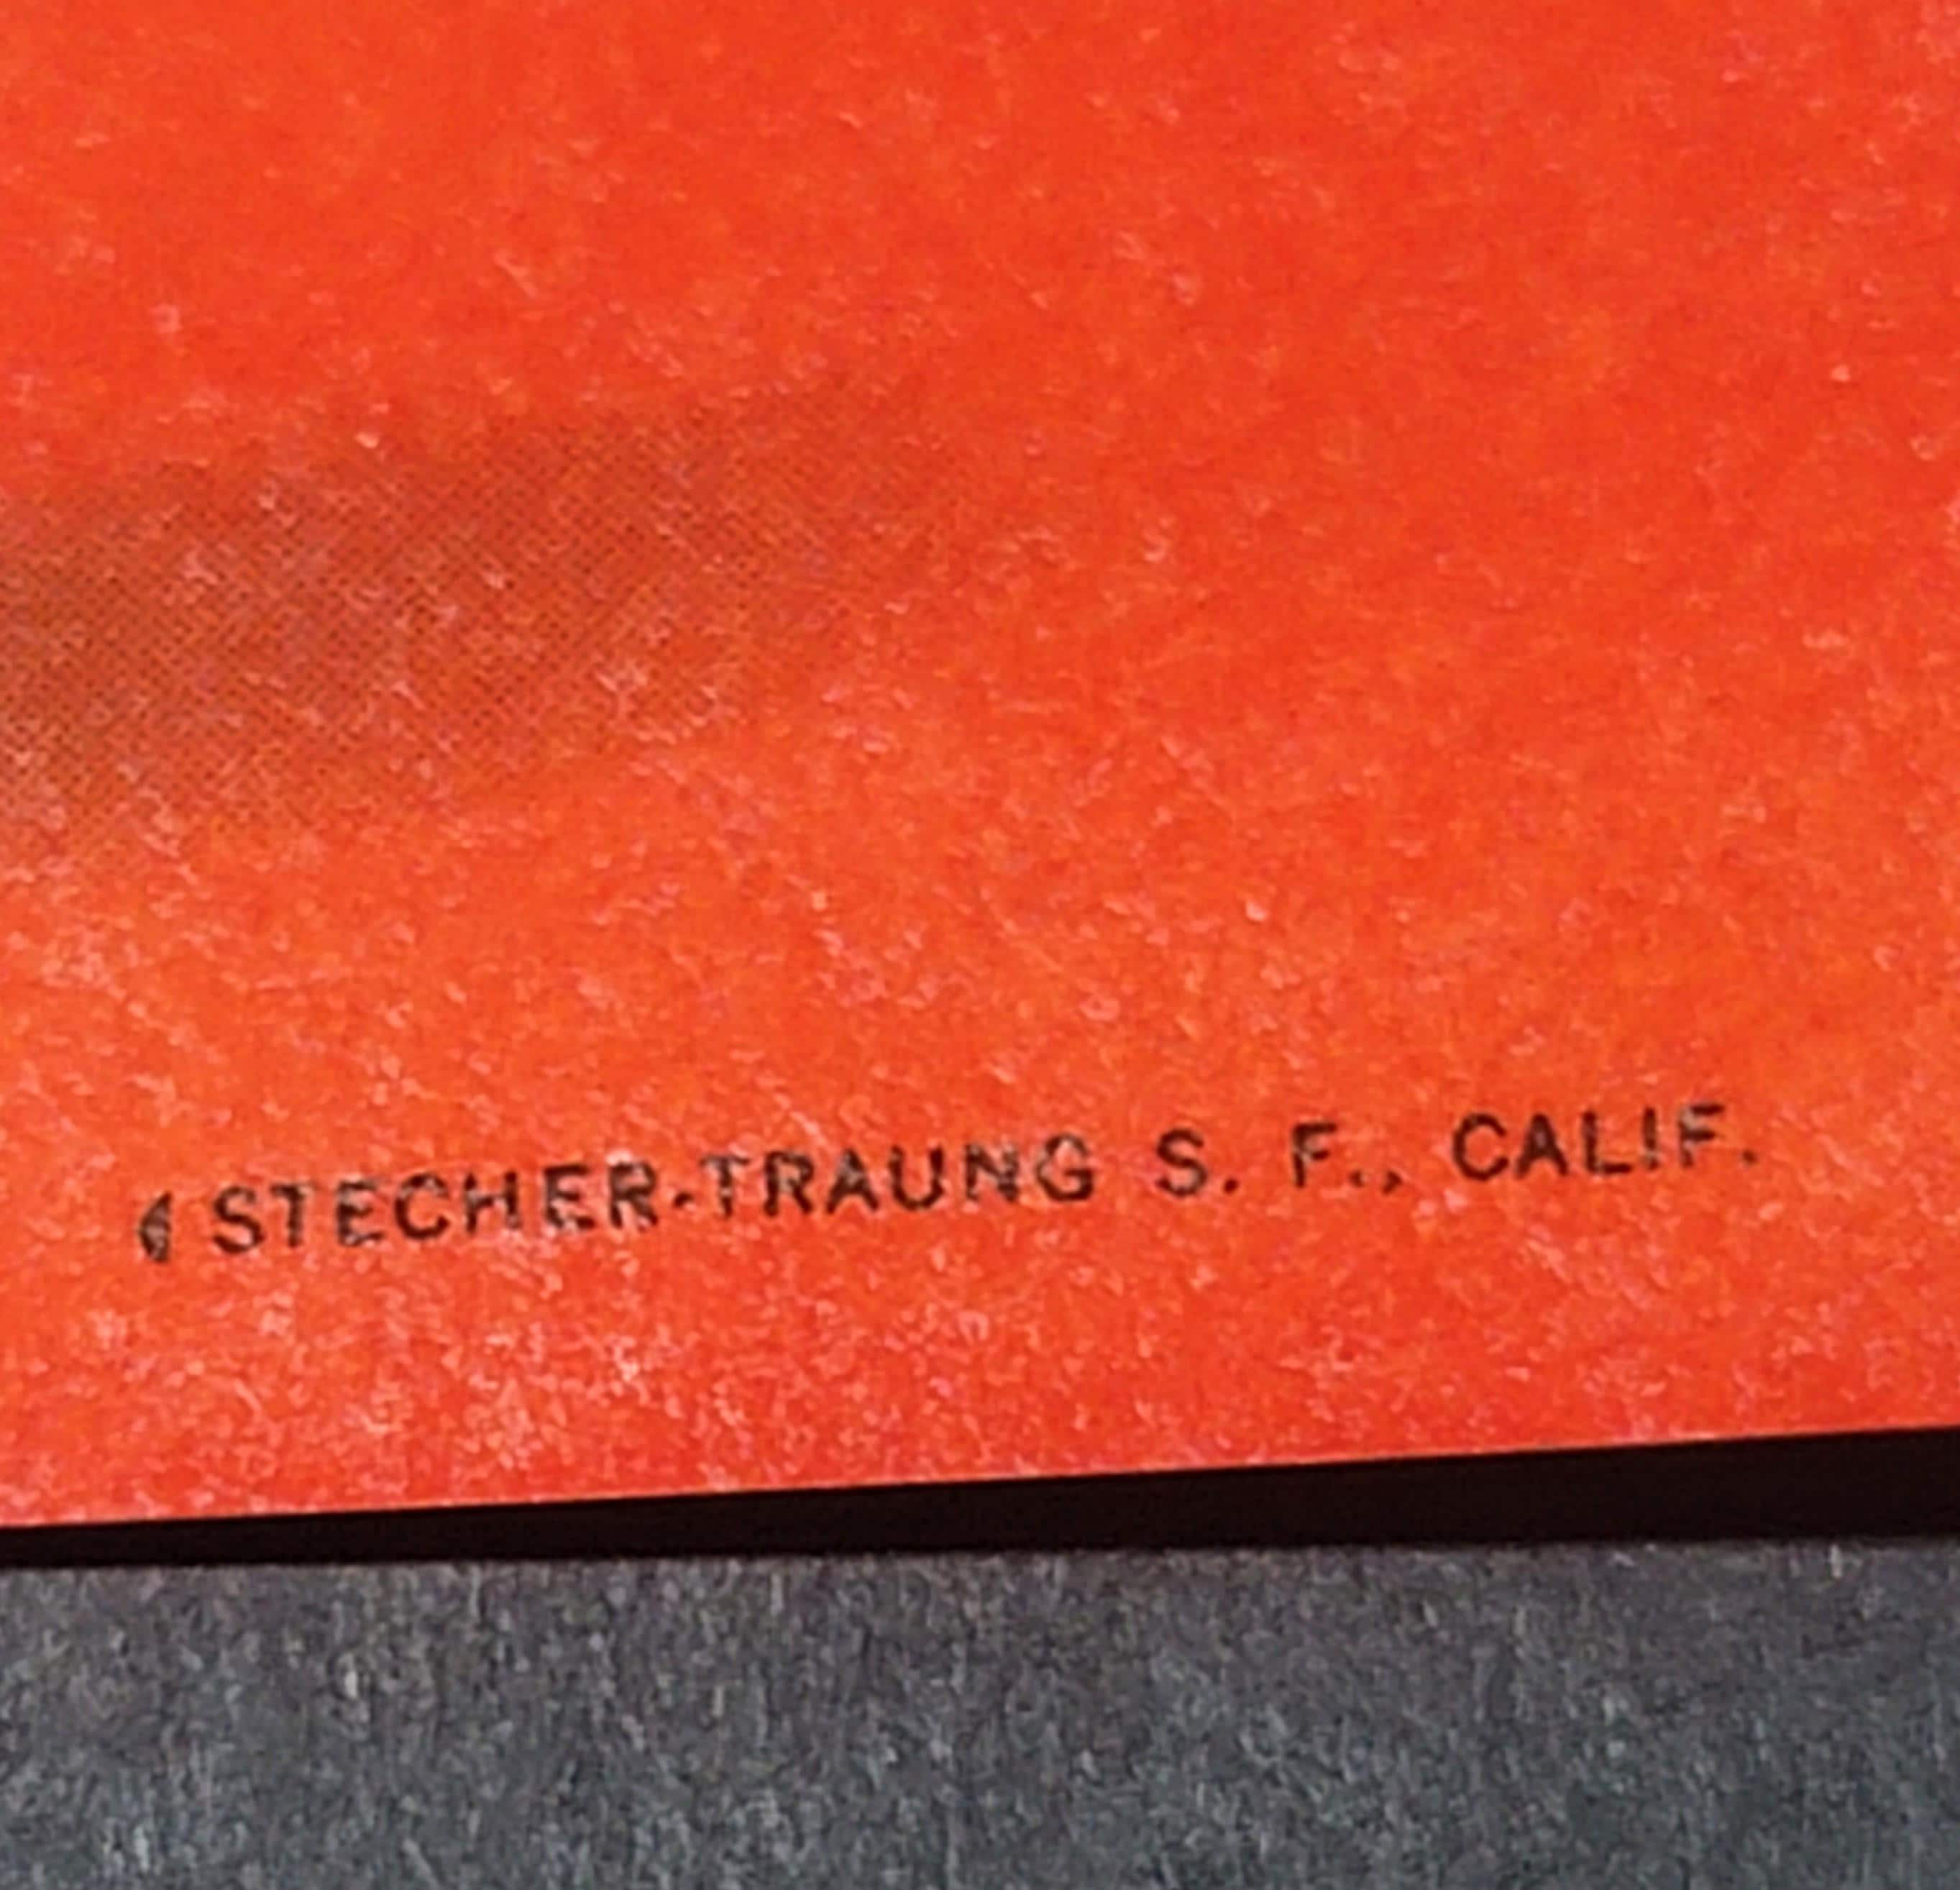 STECHER-TRAUNG S. F., CALIF.